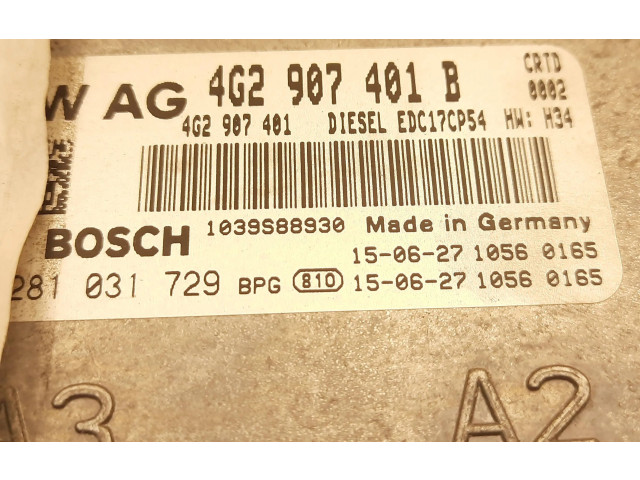 W AG 4G2 907 401 B CRTD
0002
4G2 907 401 DIESEL EDC17CP54 HW: H34
BOSCH 1039S88930 Made in Germany
15-06-27 1056 0165
281 031 729 BPG 810 15-06-27 1056 0165
A3 A2